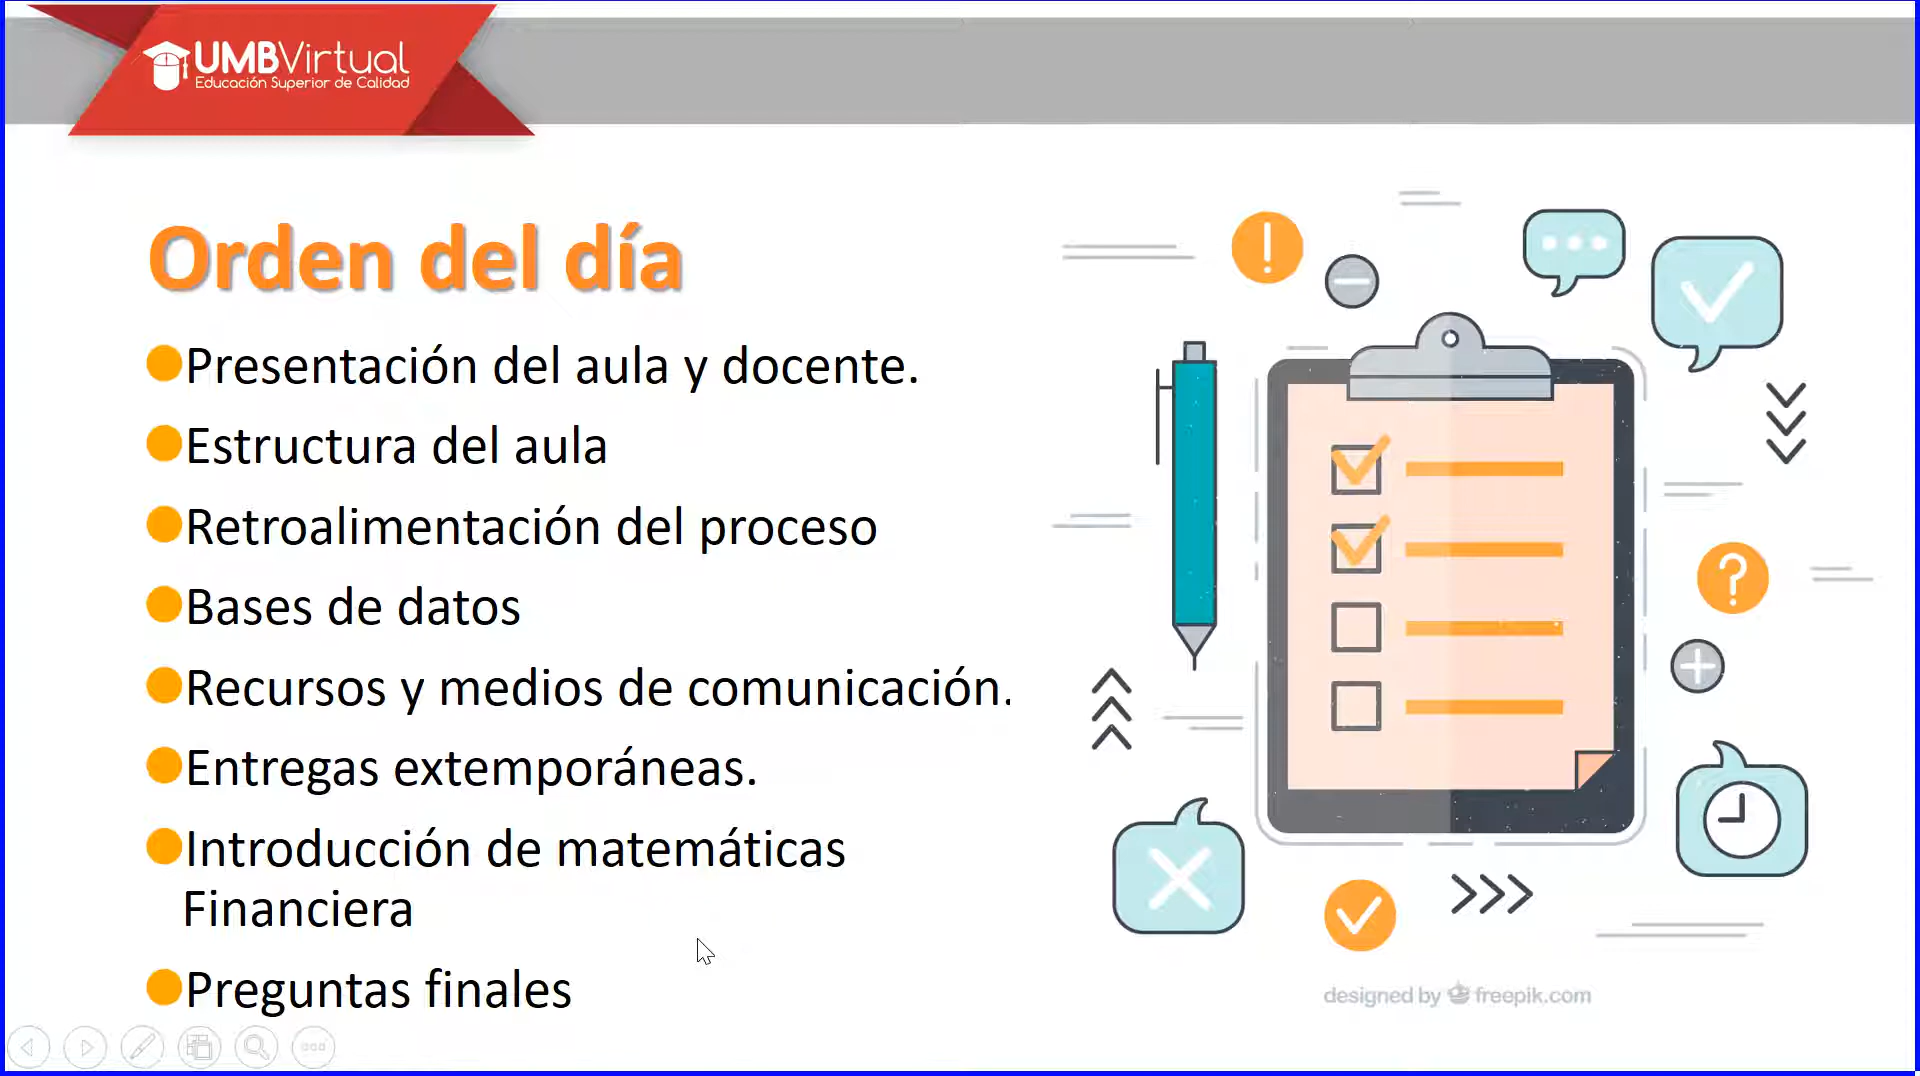 UMBVirtual
Educación Superior de Calidad
Orden del día
Presentación del aula y docente.
Estructura del aula
Retroalimentación del proceso
Bases de datos
Recursos y medios de comunicación.
Entregas extemporáneas.
Introducción de matemáticas
Financiera
Preguntas finales
designed by freepik.com